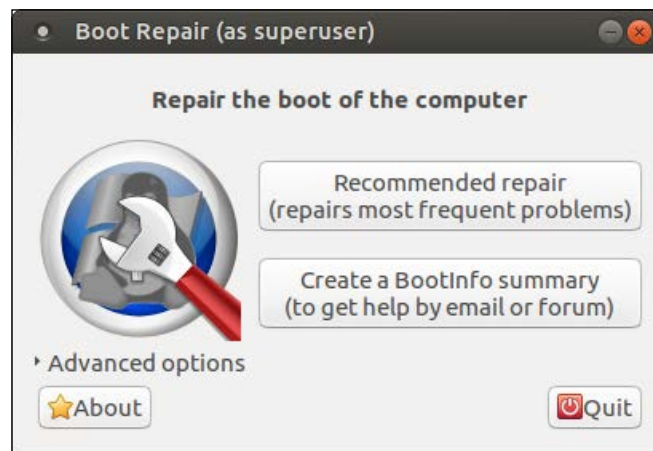 Boot Repair (as superuser)
Repair the boot of the computer
Recommended repair
(repairs most frequent problems)
Create a BootInfo summary
(to get help by email or forum)
Advanced options
About
Quit